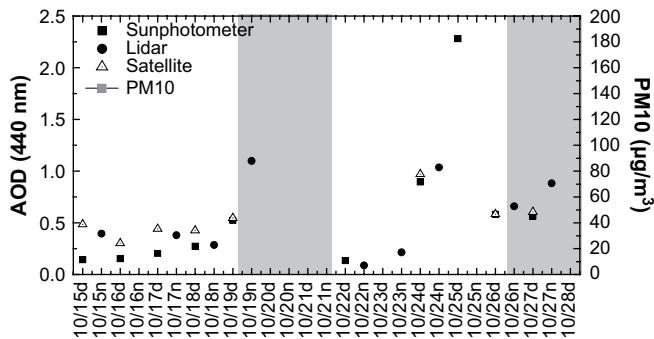 2.5
2.0
1.5
1.0
0.5
0.0
AOD (440 nm)
Sunphotometer
Lidar
Satellite
PM10
200
180
160
140
120
100
80
60
40
20
0
PM10 (µg/m³)
10/15d
10/15n
10/16d
10/16n
10/17d
10/17n
10/18d
10/18n
10/19d
10/19n
10/20d
10/20n
10/21d
10/21n
10/22d
10/22n
10/23d
10/23n
10/24d
10/24n
10/25d
10/25n
10/26d
10/26n
10/27d
10/27n
10/28d